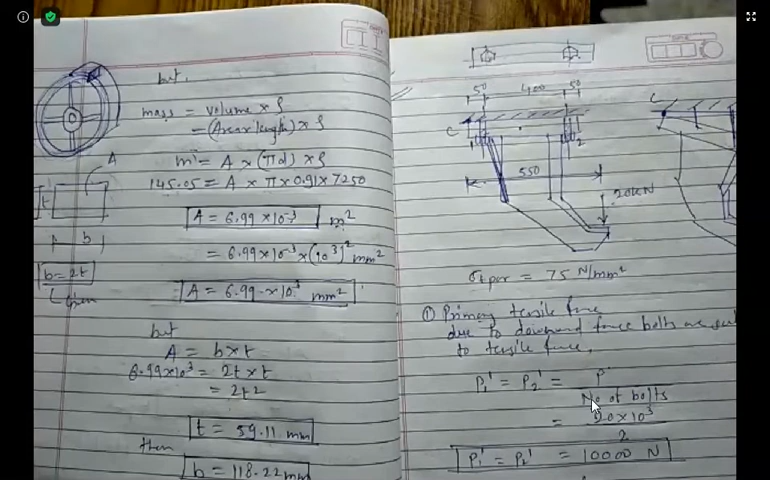 but,
mass = volume × ρ
= (Area × length) × ρ
m = A × (πd) × ρ
145.05 = A × π × 0.91 × 7250
A = 6.99 × 10⁻³ m²
= 6.99 × 10⁻³ × (10³)² mm²
A = 6.99 × 10³ mm²
but
A = b × t
6.99 × 10³ = 2t × t
= 2t²
t = 59.11 mm
then
b = 118.22 mm
A
t
b
b = 2t
Given
50 400 50
C
1 2
550
20 KN
σt per = 75 N/mm²
① Primary tensile force
due to downward force bolts
to tensile force.
P₁' = P₂' = P
No of bolts
= 20 × 10³
2
P₁' = P₂' = 10000 N
C